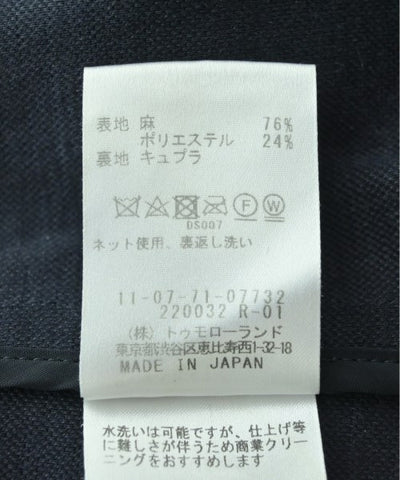 表地 麻 76%
ポリエステル 24%
裏地 キュプラ
F W
DS007
ネット使用、裏返し洗い
11-07-71-07732
220032 R-01
(株) トゥモローランド
東京都渋谷区恵比寿西1-32-18
MADE IN JAPAN
水洗いは可能ですが、仕上げ等
に難しさが伴うため商業クリー
ニングをおすすめします